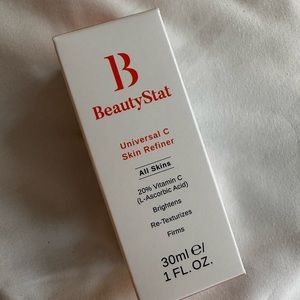 B
BeautyStat
Universal C
Skin Refiner
All Skins
20% Vitamin C
(L-Ascorbic Acid)
Brightens
Re-Texturizes
Firms
30ml ℮/
1 FL. OZ.